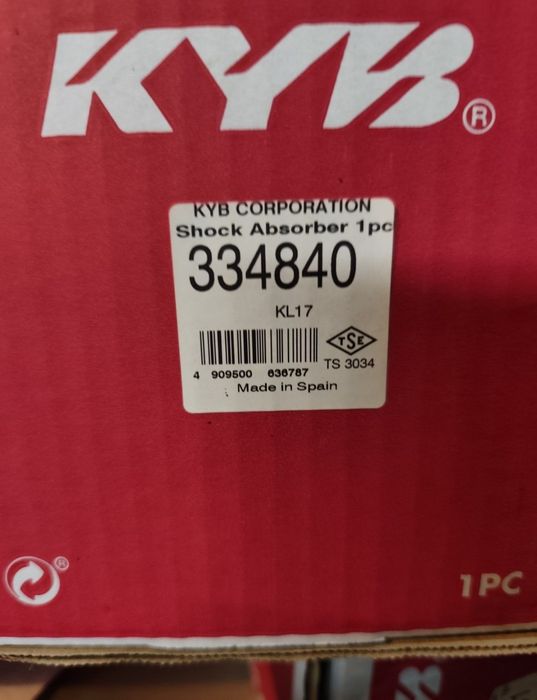 KYB®
KYB CORPORATION
Shock Absorber 1pc
334840
KL17
TSE
4 909500 636787
TS 3034
Made in Spain
®
1PC